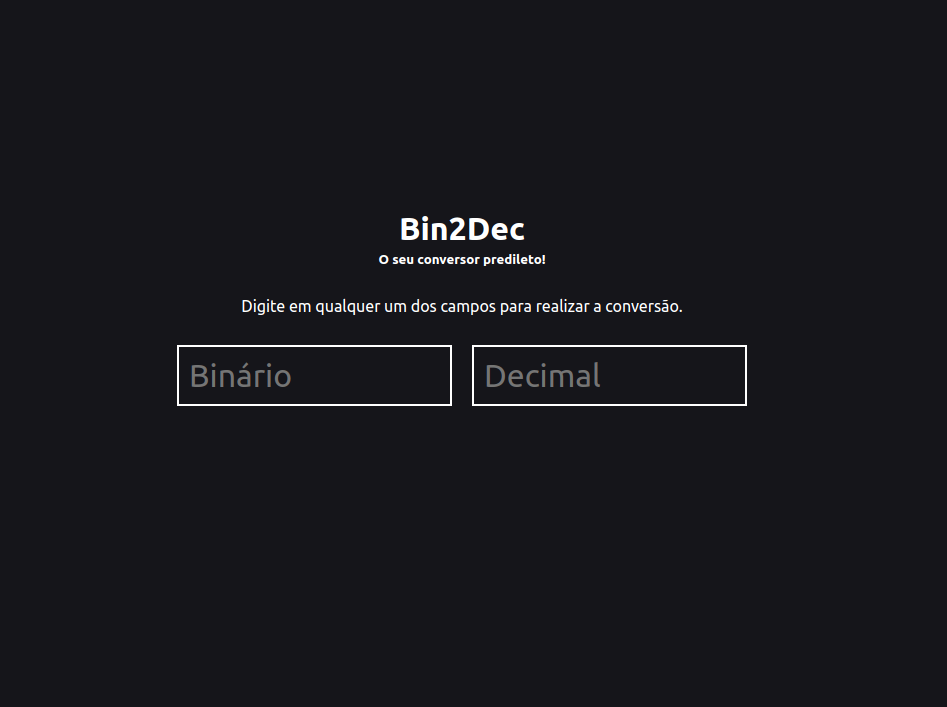 Bin2Dec
O seu conversor predileto!
Digite em qualquer um dos campos para realizar a conversão.
Binário
Decimal